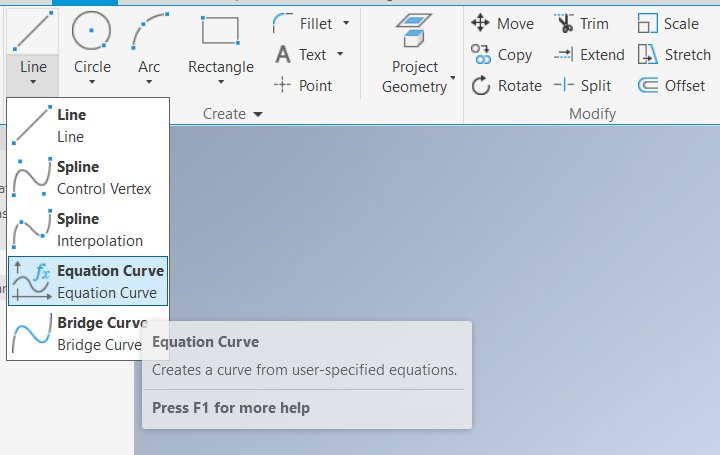 Line
Circle
Arc
Rectangle
Fillet
Text
Point
Project
Geometry
Move
Copy
Rotate
Trim
Extend
Split
Scale
Stretch
Offset
Create
Modify
Line
Line
Spline
Control Vertex
Spline
Interpolation
fx
Equation Curve
Equation Curve
Bridge Curve
Bridge Curve
Equation Curve
Creates a curve from user-specified equations.
Press F1 for more help